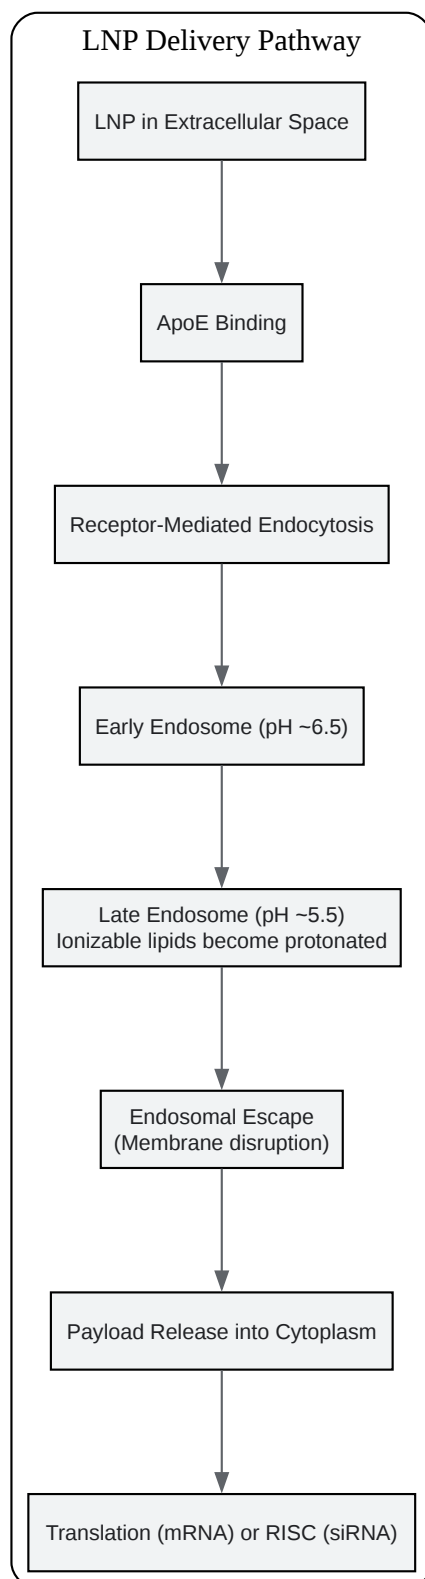 LNP Delivery Pathway
LNP in Extracellular Space
ApoE Binding
Receptor-Mediated Endocytosis
Early Endosome (pH ~6.5)
Late Endosome (pH ~5.5)
Ionizable lipids become protonated
Endosomal Escape
(Membrane disruption)
Payload Release into Cytoplasm
Translation (mRNA) or RISC (siRNA)